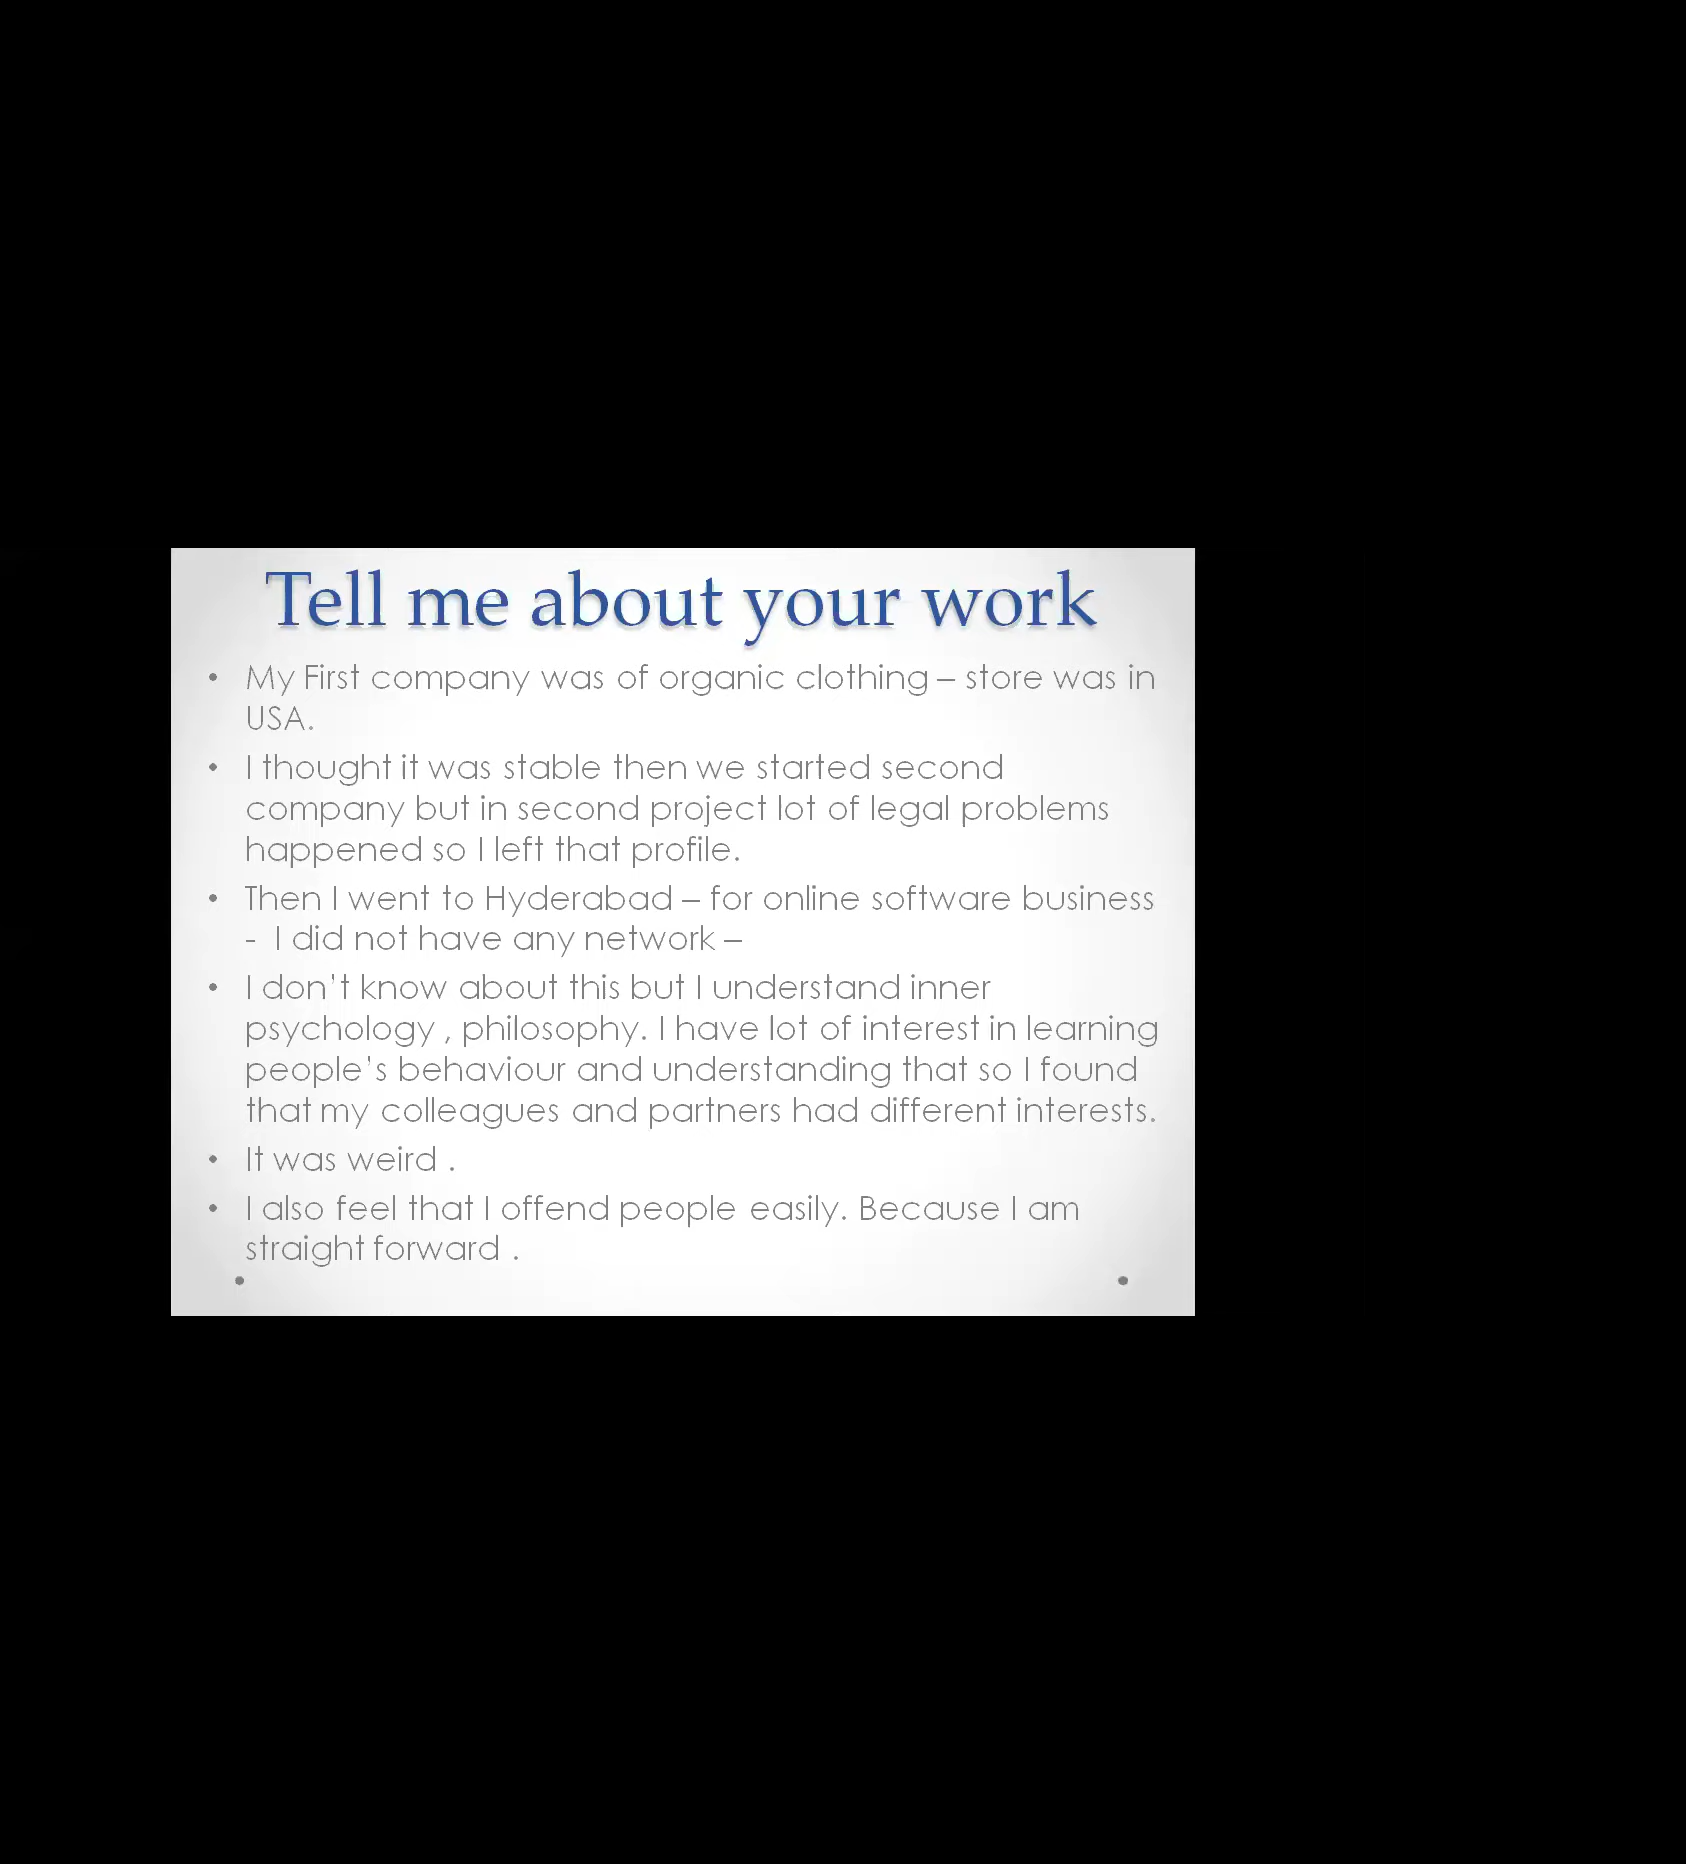 Tell me about your work
• My First company was of organic clothing – store was in
USA.
• I thought it was stable then we started second
company but in second project lot of legal problems
happened so I left that profile.
• Then I went to Hyderabad – for online software business
- I did not have any network –
• I don't know about this but I understand inner
psychology , philosophy. I have lot of interest in learning
people's behaviour and understanding that so I found
that my colleagues and partners had different interests.
• It was weird .
• I also feel that I offend people easily. Because I am
straight forward .